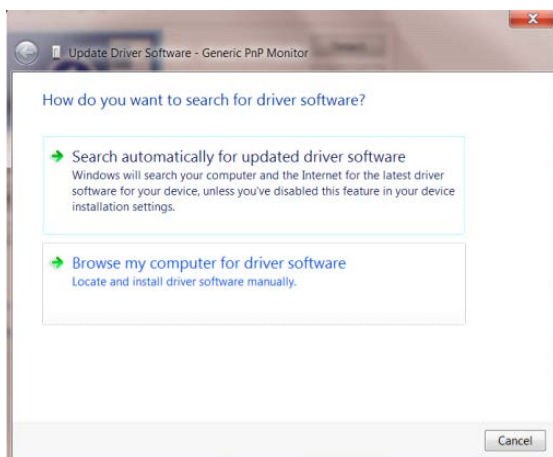 Update Driver Software - Generic PnP Monitor
How do you want to search for driver software?
Search automatically for updated driver software
Windows will search your computer and the Internet for the latest driver
software for your device, unless you've disabled this feature in your device
installation settings.
Browse my computer for driver software
Locate and install driver software manually.
Cancel